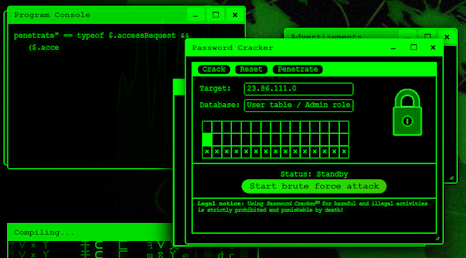 Program Console
penetrate" == typeof $.accessRequest &&
($.acce
Advertisements
Password Cracker
Crack
Reset
Penetrate
Target:
23.86.111.0
Database:
User table / Admin role
Status: Standby
Start brute force attack
Legal notice: Using Password Cracker™ for harmful and illegal activities
is strictly prohibited and punishable by death!
Compiling...